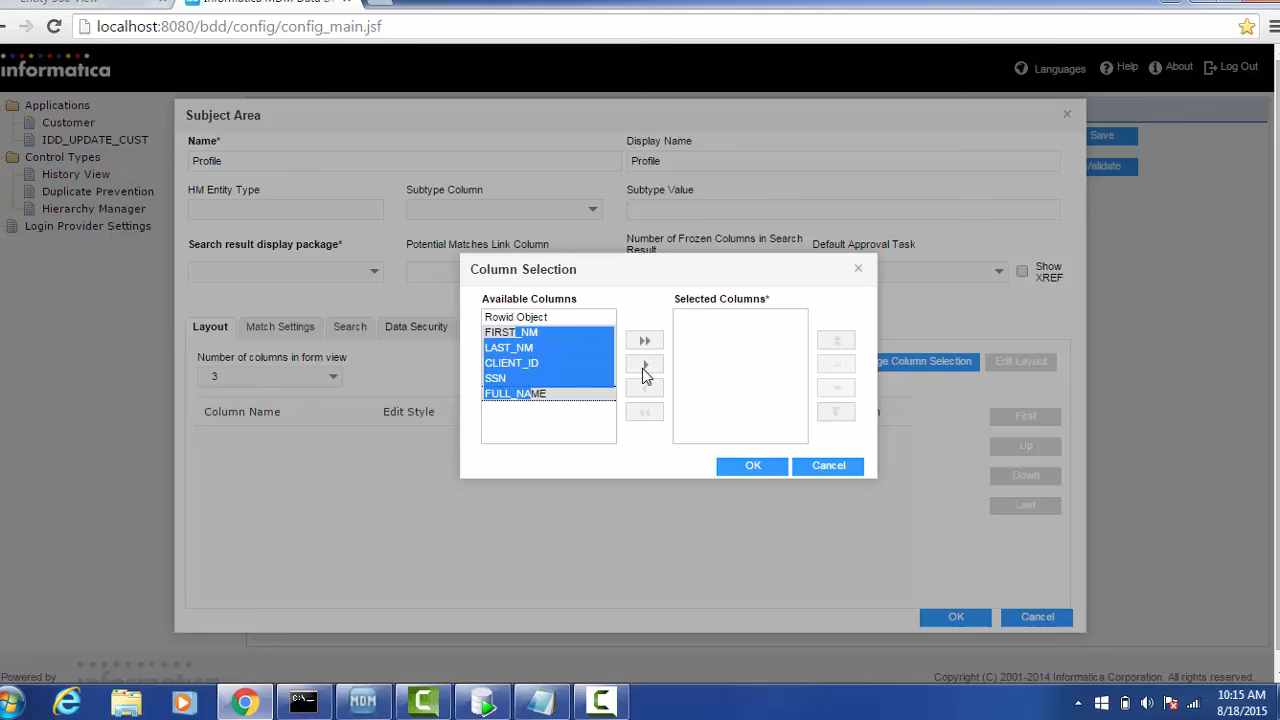 localhost:8080/bdd/config/config_main.jsf
informatica
Languages
Help
About
Log Out
Applications
Customer
IDD_UPDATE_CUST
Control Types
History View
Duplicate Prevention
Hierarchy Manager
Login Provider Settings
Save
Validate
Subject Area
Name*
Display Name
Profile
Profile
HM Entity Type
Subtype Column
Subtype Value
Search result display package*
Potential Matches Link Column
Number of Frozen Columns in Search
Result
Default Approval Task
Show
XREF
Layout
Match Settings
Search
Data Security
Number of columns in form view
3
Column Selection
Edit Layout
Column Name
Edit Style
First
Up
Down
Last
OK
Cancel
Column Selection
Available Columns
Selected Columns*
Rowid Object
FIRST_NM
LAST_NM
CLIENT_ID
SSN
FULL_NAME
OK
Cancel
Powered by
Copyright (C) 2001-2014 Informatica Corporation. All rights reserved.
MDM
10:15 AM
8/18/2015